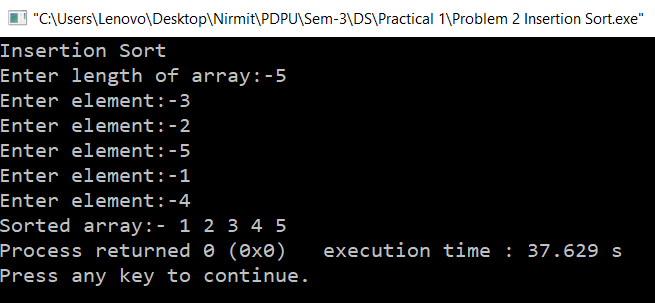 "C:\Users\Lenovo\Desktop\Nirmit\PDPU\Sem-3\DS\Practical 1\Problem 2 Insertion Sort.exe"
Insertion Sort
Enter length of array:-5
Enter element:-3
Enter element:-2
Enter element:-5
Enter element:-1
Enter element:-4
Sorted array:- 1 2 3 4 5
Process returned 0 (0x0)   execution time : 37.629 s
Press any key to continue.